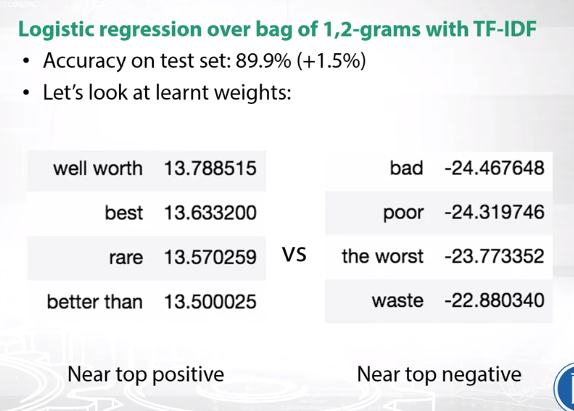 Logistic regression over bag of 1,2-grams with TF-IDF
• Accuracy on test set: 89.9% (+1.5%)
• Let's look at learnt weights:
well worth 13.788515
best 13.633200
rare 13.570259
better than 13.500025
vs
bad -24.467648
poor -24.319746
the worst -23.773352
waste -22.880340
Near top positive
Near top negative